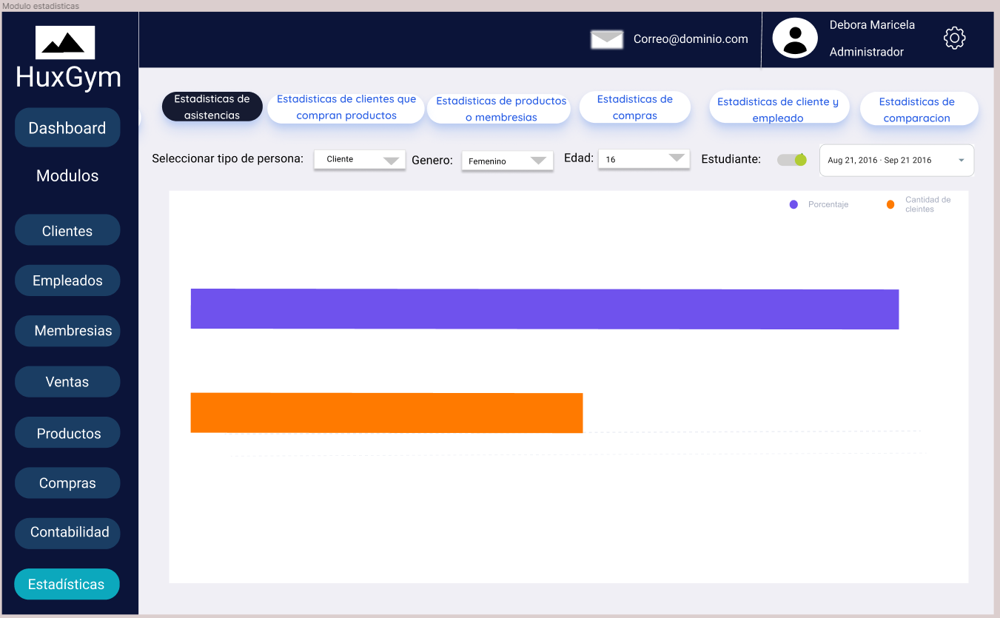 Modulo estadisticas
HuxGym
Correo@dominio.com
Debora Maricela
Administrador
Dashboard
Modulos
Clientes
Empleados
Membresias
Ventas
Productos
Compras
Contabilidad
Estadísticas
Estadisticas de
asistencias
Estadisticas de clientes que
compran productos
Estadisticas de productos
o membresias
Estadisticas de
compras
Estadisticas de cliente y
empleado
Estadisticas de
comparacion
Seleccionar tipo de persona:
Cliente
Genero:
Femenino
Edad:
16
Estudiante:
Aug 21, 2016 · Sep 21 2016
Porcentaje
Cantidad de
cleintes